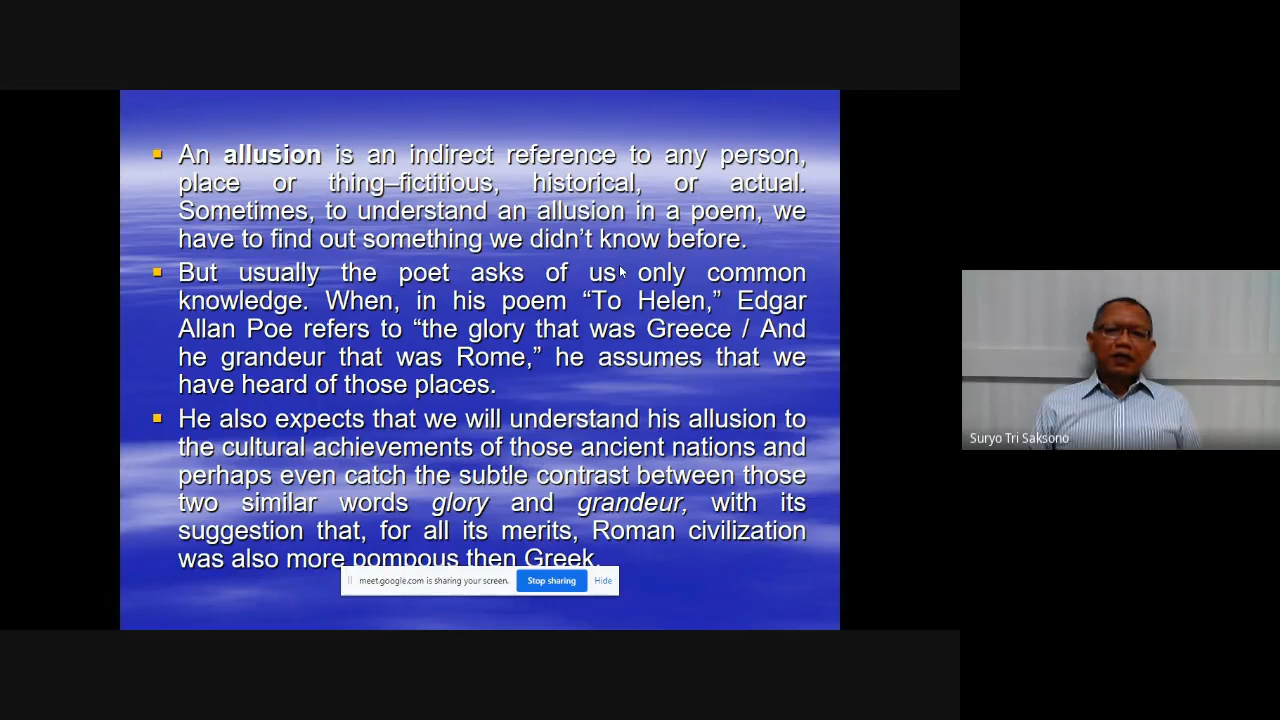 An allusion is an indirect reference to any person,
place or thing–fictitious, historical, or actual.
Sometimes, to understand an allusion in a poem, we
have to find out something we didn’t know before.
But usually the poet asks of us only common
knowledge. When, in his poem “To Helen,” Edgar
Allan Poe refers to “the glory that was Greece / And
he grandeur that was Rome,” he assumes that we
have heard of those places.
He also expects that we will understand his allusion to
the cultural achievements of those ancient nations and
perhaps even catch the subtle contrast between those
two similar words glory and grandeur, with its
suggestion that, for all its merits, Roman civilization
was also more pompous then Greek.
meet.google.com is sharing your screen.
Stop sharing
Hide
Suryo Tri Saksono